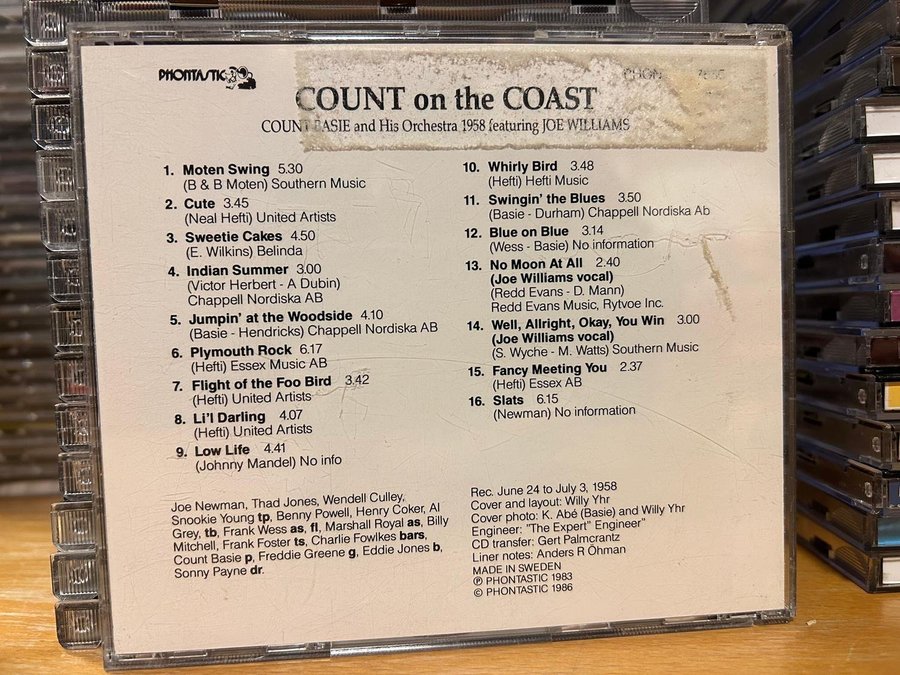 PHONTASTIC
PHON
COUNT on the COAST
COUNT BASIE and His Orchestra 1958 featuring JOE WILLIAMS
1. Moten Swing 5.30
(B & B Moten) Southern Music
2. Cute 3.45
(Neal Hefti) United Artists
3. Sweetie Cakes 4.50
(E. Wilkins) Belinda
4. Indian Summer 3.00
(Victor Herbert - A Dubin)
Chappell Nordiska AB
5. Jumpin' at the Woodside 4.10
(Basie - Hendricks) Chappell Nordiska AB
6. Plymouth Rock 6.17
(Hefti) Essex Music AB
7. Flight of the Foo Bird 3.42
(Hefti) United Artists
8. Li'l Darling 4.07
(Hefti) United Artists
9. Low Life 4.41
(Johnny Mandel) No info
10. Whirly Bird 3.48
(Hefti) Hefti Music
11. Swingin' the Blues 3.50
(Basie - Durham) Chappell Nordiska Ab
12. Blue on Blue 3.14
(Wess - Basie) No information
13. No Moon At All 2:40
(Joe Williams vocal)
(Redd Evans - D. Mann)
Redd Evans Music, Rytvoe Inc.
14. Well, Allright, Okay, You Win 3.00
(Joe Williams vocal)
(S. Wyche - M. Watts) Southern Music
15. Fancy Meeting You 2.37
(Hefti) Essex AB
16. Slats 6.15
(Newman) No information
Joe Newman, Thad Jones, Wendell Culley,
Snookie Young tp, Benny Powell, Henry Coker, Al
Grey, tb, Frank Wess as, fl, Marshall Royal as, Billy
Mitchell, Frank Foster ts, Charlie Fowlkes bars,
Count Basie p, Freddie Greene g, Eddie Jones b,
Sonny Payne dr.
Rec. June 24 to July 3, 1958
Cover and layout: Willy Yhr
Cover photo: K. Abé (Basie) and Willy Yhr
Engineer: "The Expert" Engineer"
CD transfer: Gert Palmcrantz
Liner notes: Anders R Öhman
MADE IN SWEDEN
℗ PHONTASTIC 1983
© PHONTASTIC 1986